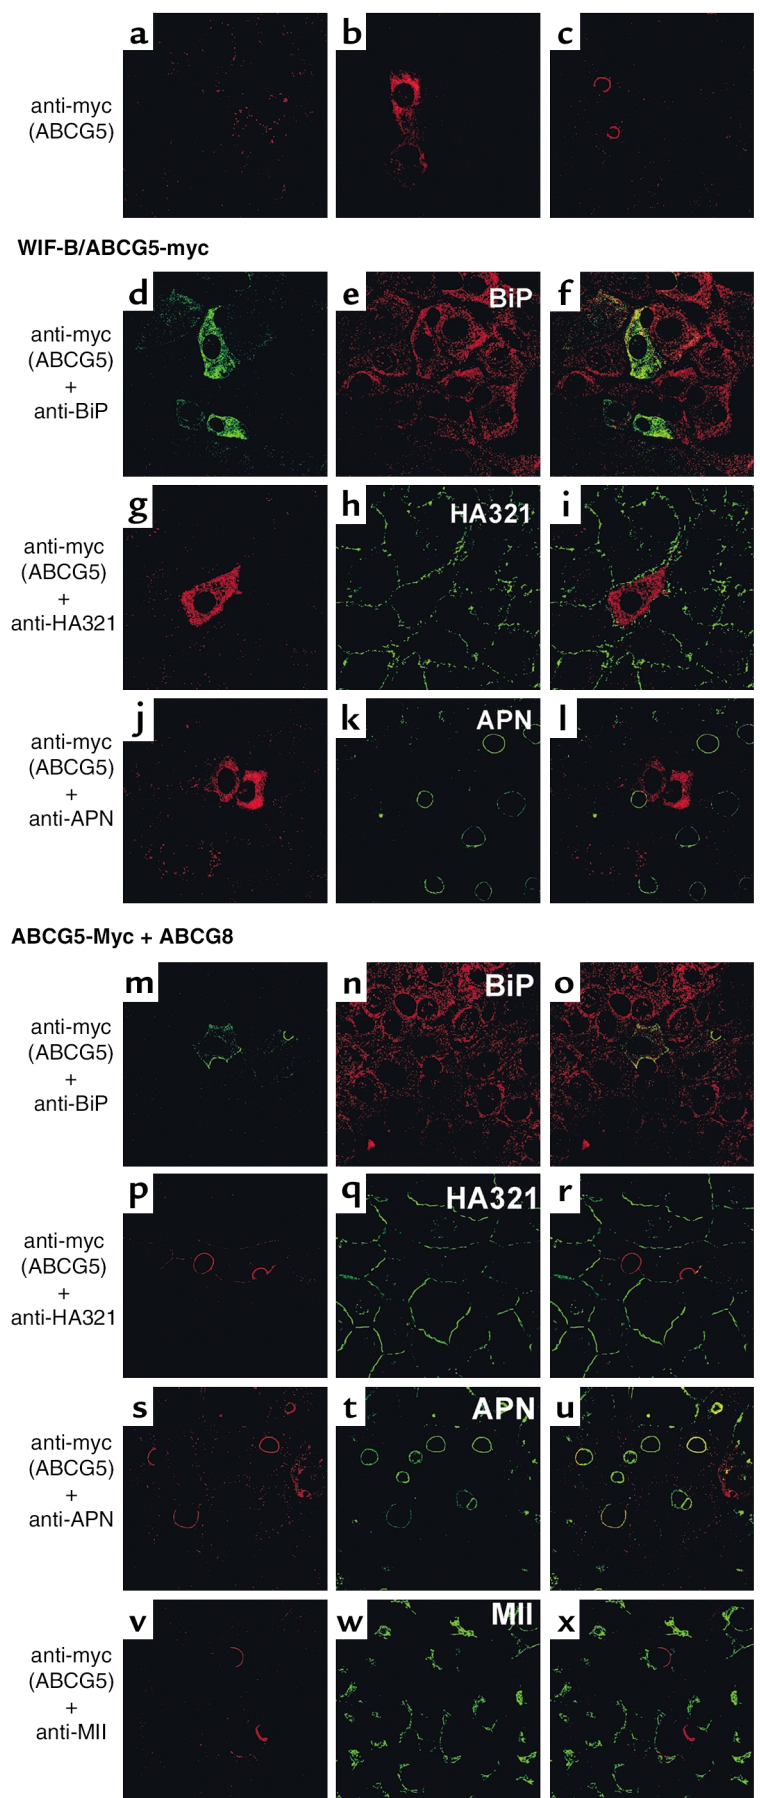 a b c
anti-myc
(ABCG5)
WIF-B/ABCG5-myc
d e BiP f
anti-myc
(ABCG5)
+
anti-BiP
g h HA321 i
anti-myc
(ABCG5)
+
anti-HA321
j k APN l
anti-myc
(ABCG5)
+
anti-APN
ABCG5-Myc + ABCG8
m n BiP o
anti-myc
(ABCG5)
+
anti-BiP
p q HA321 r
anti-myc
(ABCG5)
+
anti-HA321
s t APN u
anti-myc
(ABCG5)
+
anti-APN
v w MII x
anti-myc
(ABCG5)
+
anti-MII